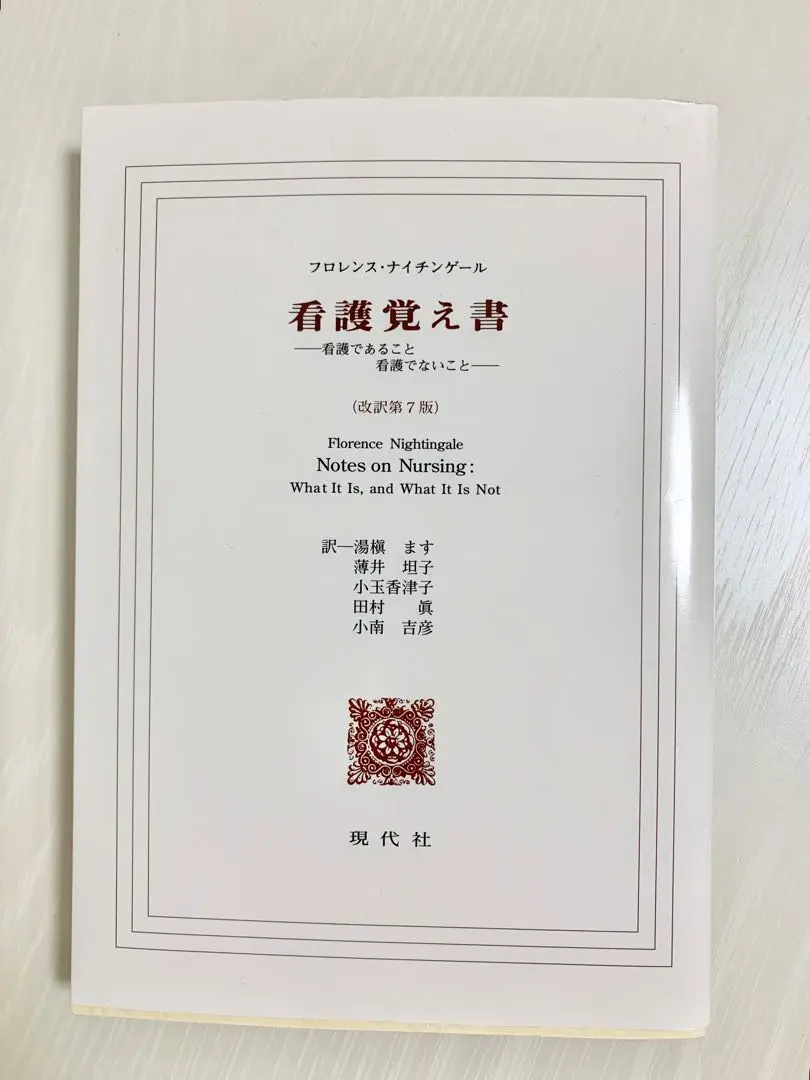 フロレンス・ナイチンゲール
看護覚え書
——看護であること
看護でないこと——
(改訳第7版)
Florence Nightingale
Notes on Nursing:
What It Is, and What It Is Not
訳—湯槇　ます
薄井　坦子
小玉香津子
田村　　眞
小南　吉彦
現代社